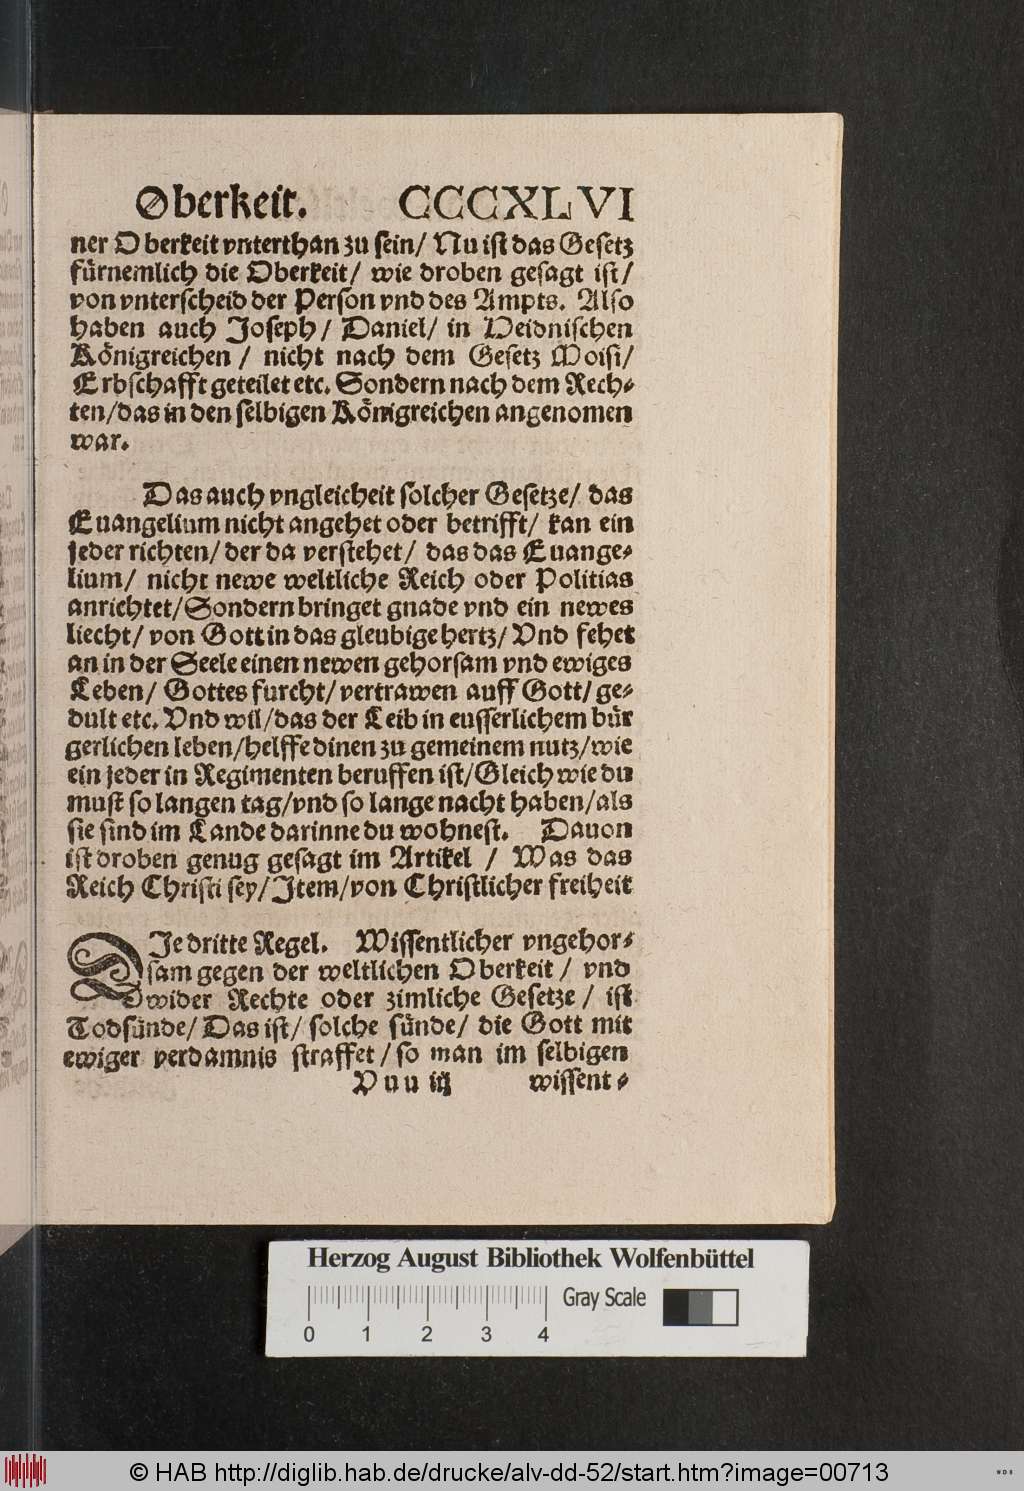 Oberkeit. CCCXLVI
ner Oberkeit vnterthan zu sein/ Nu ist das Gesetz
fürnemlich die Oberkeit/ wie droben gesagt ist/
von vnterscheid der Person vnd des Ampts. Also
haben auch Joseph/ Daniel/ in Heidnischen
Königreichen / nicht nach dem Gesetz Moisi/
Erbschafft geteilet etc. Sondern nach dem Rech-
ten/das in den selbigen Königreichen angenomen
war.
Das auch vngleicheit solcher Gesetze/ das
Euangelium nicht angehet oder betrifft/ kan ein
jeder richten/ der da verstehet/ das das Euange-
lium/ nicht newe weltliche Reich oder Politias
anrichtet/Sondern bringet gnade vnd ein newes
liecht/ von Gott in das gleubige hertz/ Vnd fehet
an in der Seele einen newen gehorsam vnd ewiges
Leben/ Gottes furcht/ vertrawen auff Gott/ ge-
dult etc. Vnd wil/das der Leib in eusserlichem bür
gerlichen leben/helffe dinen zu gemeinem nutz/wie
ein jeder in Regimenten beruffen ist/Gleich wie du
must so langen tag/vnd so lange nacht haben/als
sie sind im Lande darinne du wohnest. Dauon
ist droben genug gesagt im Artikel / Was das
Reich Christi sey/Jtem/von Christlicher freiheit
DJe dritte Regel. Wissentlicher vngehor-
sam gegen der weltlichen Oberkeit / vnd
wider Rechte oder zimliche Gesetze / ist
Todsünde/ Das ist/ solche sünde/ die Gott mit
ewiger verdamnis straffet/so man im selbigen
Vuu iij wissent-
Herzog August Bibliothek Wolfenbüttel
Gray Scale
0 1 2 3 4
© HAB http://diglib.hab.de/drucke/alv-dd-52/start.htm?image=00713